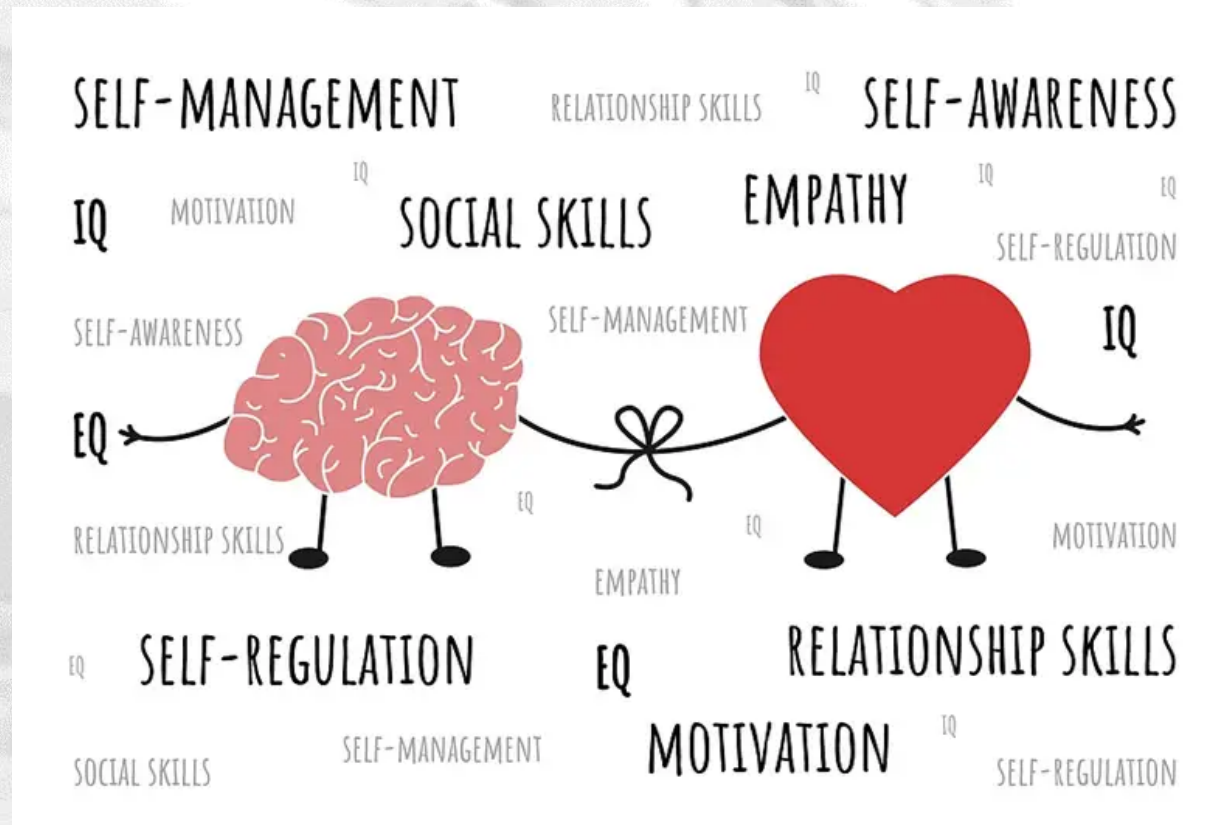 SELF-MANAGEMENT
RELATIONSHIP SKILLS
IQ
SELF-AWARENESS
IQ
MOTIVATION
IQ
SOCIAL SKILLS
EMPATHY
IQ
EQ
SELF-REGULATION
SELF-AWARENESS
SELF-MANAGEMENT
IQ
EQ
RELATIONSHIP SKILLS
EQ
EQ
MOTIVATION
EMPATHY
EQ
SELF-REGULATION
EQ
RELATIONSHIP SKILLS
SOCIAL SKILLS
SELF-MANAGEMENT
MOTIVATION
IQ
SELF-REGULATION